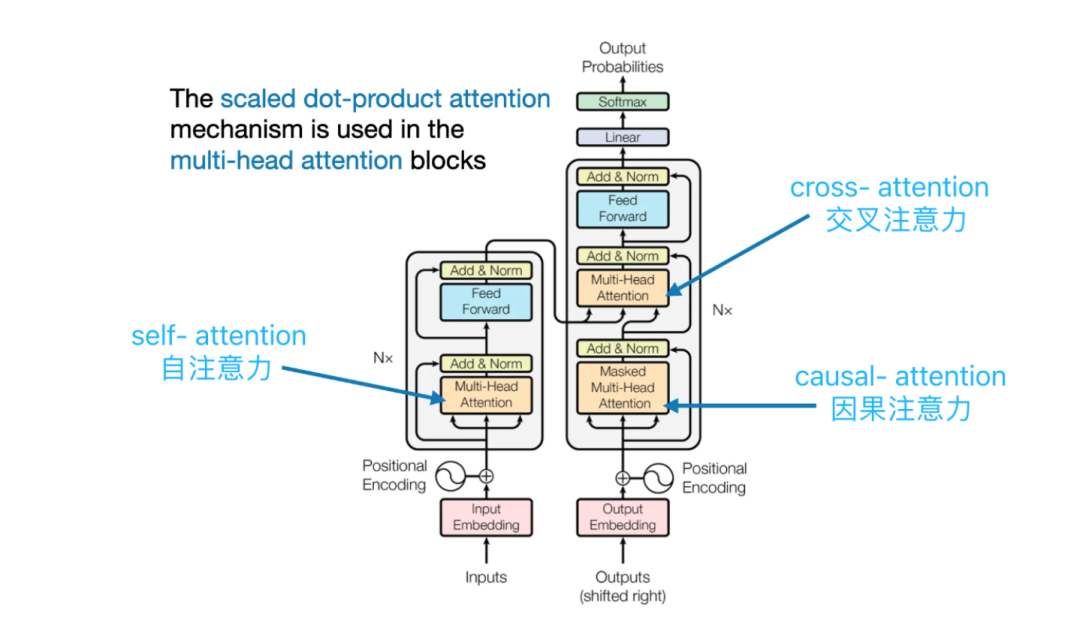 The scaled dot-product attention
mechanism is used in the
multi-head attention blocks
Output
Probabilities
Softmax
Linear
Add & Norm
Feed
Forward
Add & Norm
Multi-Head
Attention
Nx
Add & Norm
Masked
Multi-Head
Attention
cross- attention
交叉注意力
causal- attention
因果注意力
Add & Norm
Feed
Forward
self- attention
自注意力
Nx
Add & Norm
Multi-Head
Attention
Positional
Encoding
Positional
Encoding
Input
Embedding
Output
Embedding
Inputs
Outputs
(shifted right)